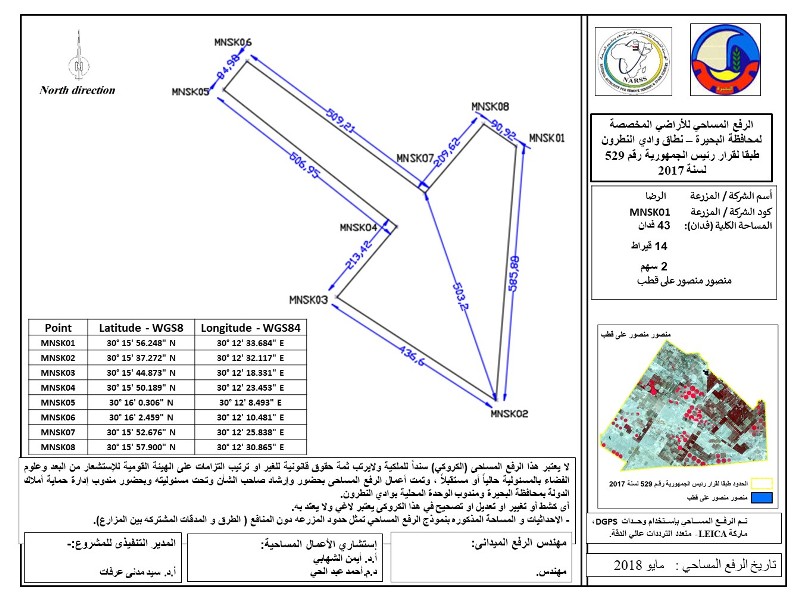 MNSK06
84,98
MNSK05
509,21
506,95
North direction
MNSK08
90,92
MNSK01
209,62
MNSK07
MNSK04
213,42
MNSK03
503,2
585,88
436,6
MNSK02
Point Latitude - WGS8 Longitude - WGS84
MNSK01 30° 15' 56.248" N 30° 12' 33.684" E
MNSK02 30° 15' 37.272" N 30° 12' 32.117" E
MNSK03 30° 15' 44.873" N 30° 12' 18.331" E
MNSK04 30° 15' 50.189" N 30° 12' 23.453" E
MNSK05 30° 16' 0.306" N 30° 12' 8.493" E
MNSK06 30° 16' 2.459" N 30° 12' 10.481" E
MNSK07 30° 15' 52.676" N 30° 12' 25.838" E
MNSK08 30° 15' 57.900" N 30° 12' 30.865" E
NARSS
الرفع المساحي للأراضي المخصصة
لمحافظة البحيرة – نطاق وادي النطرون
طبقا لقرار رئيس الجمهورية رقم 529
لسنة 2017
أسم الشركة / المزرعة الرضا
كود الشركة / المزرعة MNSK01
المساحة الكلية (فدان): 43 فدان
14 قيراط
2 سهم
منصور منصور على قطب
منصور منصور على قطب
الحدود طبقا لقرار رئيس الجمهورية رقم 529 لسنة 2017
منصور منصور على قطب
تم الرفع المساحى بإستخدام وحدات DGPS،
ماركة LEICA – متعدد الترددات عالي الدقة.
تاريخ الرفع المساحي : مايو 2018
لا يعتبر هذا الرفع المساحى (الكروكي) سنداً للملكية ولايرتب ثمة حقوق قانونية للغير او ترتيب التزامات على الهيئة القومية للإستشعار من البعد وعلوم
الفضاء بالمسئولية حالياً أو مستقبلاً ، وتمت أعمال الرفع المساحى بحضور وإرشاد صاحب الشأن وتحت مسئوليته وبحضور مندوب إدارة حماية أملاك
الدولة بمحافظة البحيرة ومندوب الوحدة المحلية بوادي النطرون.
أى كشط أو تغيير او تعديل او تصحيح في هذا الكروكى يعتبر لاغي ولا يعتد به.
- الاحداثيات و المساحة المذكوره بنموذج الرفع المساحي تمثل حدود المزرعه دون المنافع ( الطرق و المدقات المشتركه بين المزارع).
مهندس الرفع الميدانى:
مهندس.
إستشاري الأعمال المساحية:
أ.د. أيمن الشهابي
د.م.أحمد عبد الحي
المدير التنفيذى للمشروع:-
أ.د. سيد مدنى عرفات